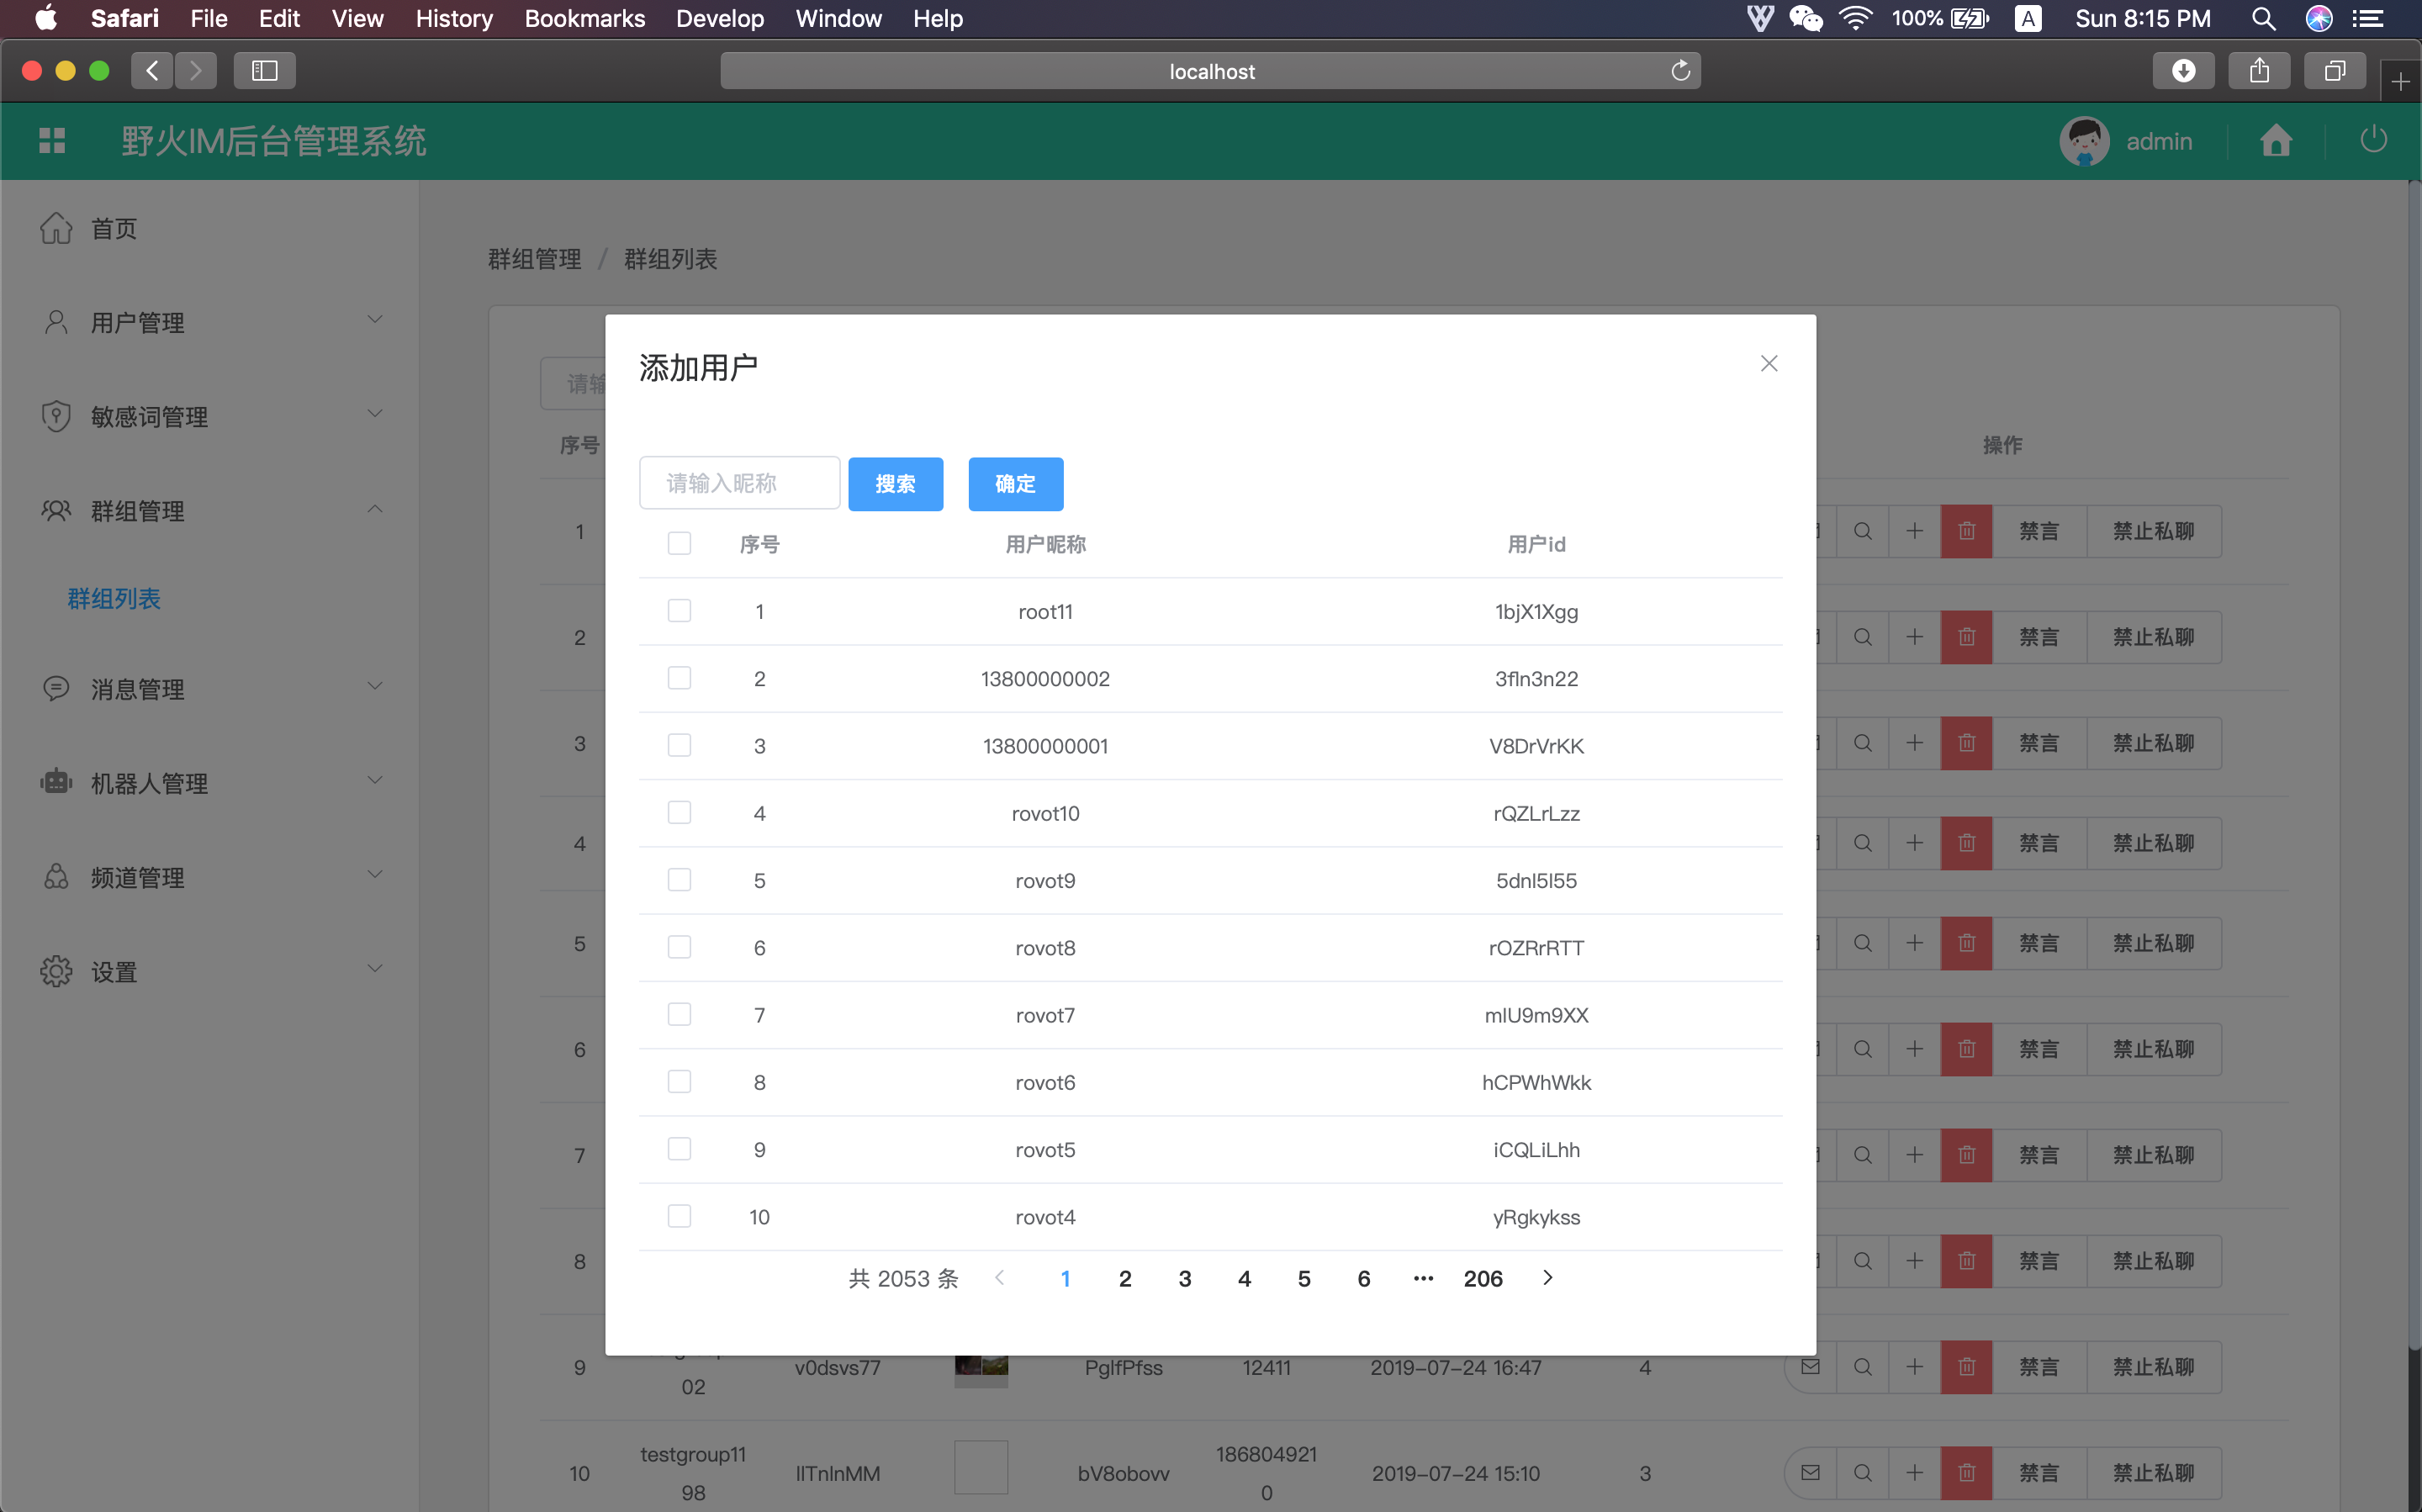 Safari File Edit View History Bookmarks Develop Window Help 100% A Sun 8:15 PM
localhost
野火IM后台管理系统 admin
首页
用户管理
敏感词管理
群组管理
群组列表
消息管理
机器人管理
频道管理
设置
群组管理 / 群组列表
请输
序号 操作
1 禁言 禁止私聊
2 禁言 禁止私聊
3 禁言 禁止私聊
4 禁言 禁止私聊
5 禁言 禁止私聊
6 禁言 禁止私聊
7 禁言 禁止私聊
8 禁言 禁止私聊
添加用户
请输入昵称 搜索 确定
序号 用户昵称 用户id
1 root11 1bjX1Xgg
2 13800000002 3fln3n22
3 13800000001 V8DrVrKK
4 rovot10 rQZLrLzz
5 rovot9 5dnl5l55
6 rovot8 rOZRrRTT
7 rovot7 mlU9m9XX
8 rovot6 hCPWhWkk
9 rovot5 iCQLiLhh
10 rovot4 yRgkykss
共 2053 条 1 2 3 4 5 6 ••• 206
9 02 v0dsvs77 PglfPfss 12411 2019-07-24 16:47 4 禁言 禁止私聊
10 testgroup11 98 llTnlnMM bV8obovv 186804921 0 2019-07-24 15:10 3 禁言 禁止私聊